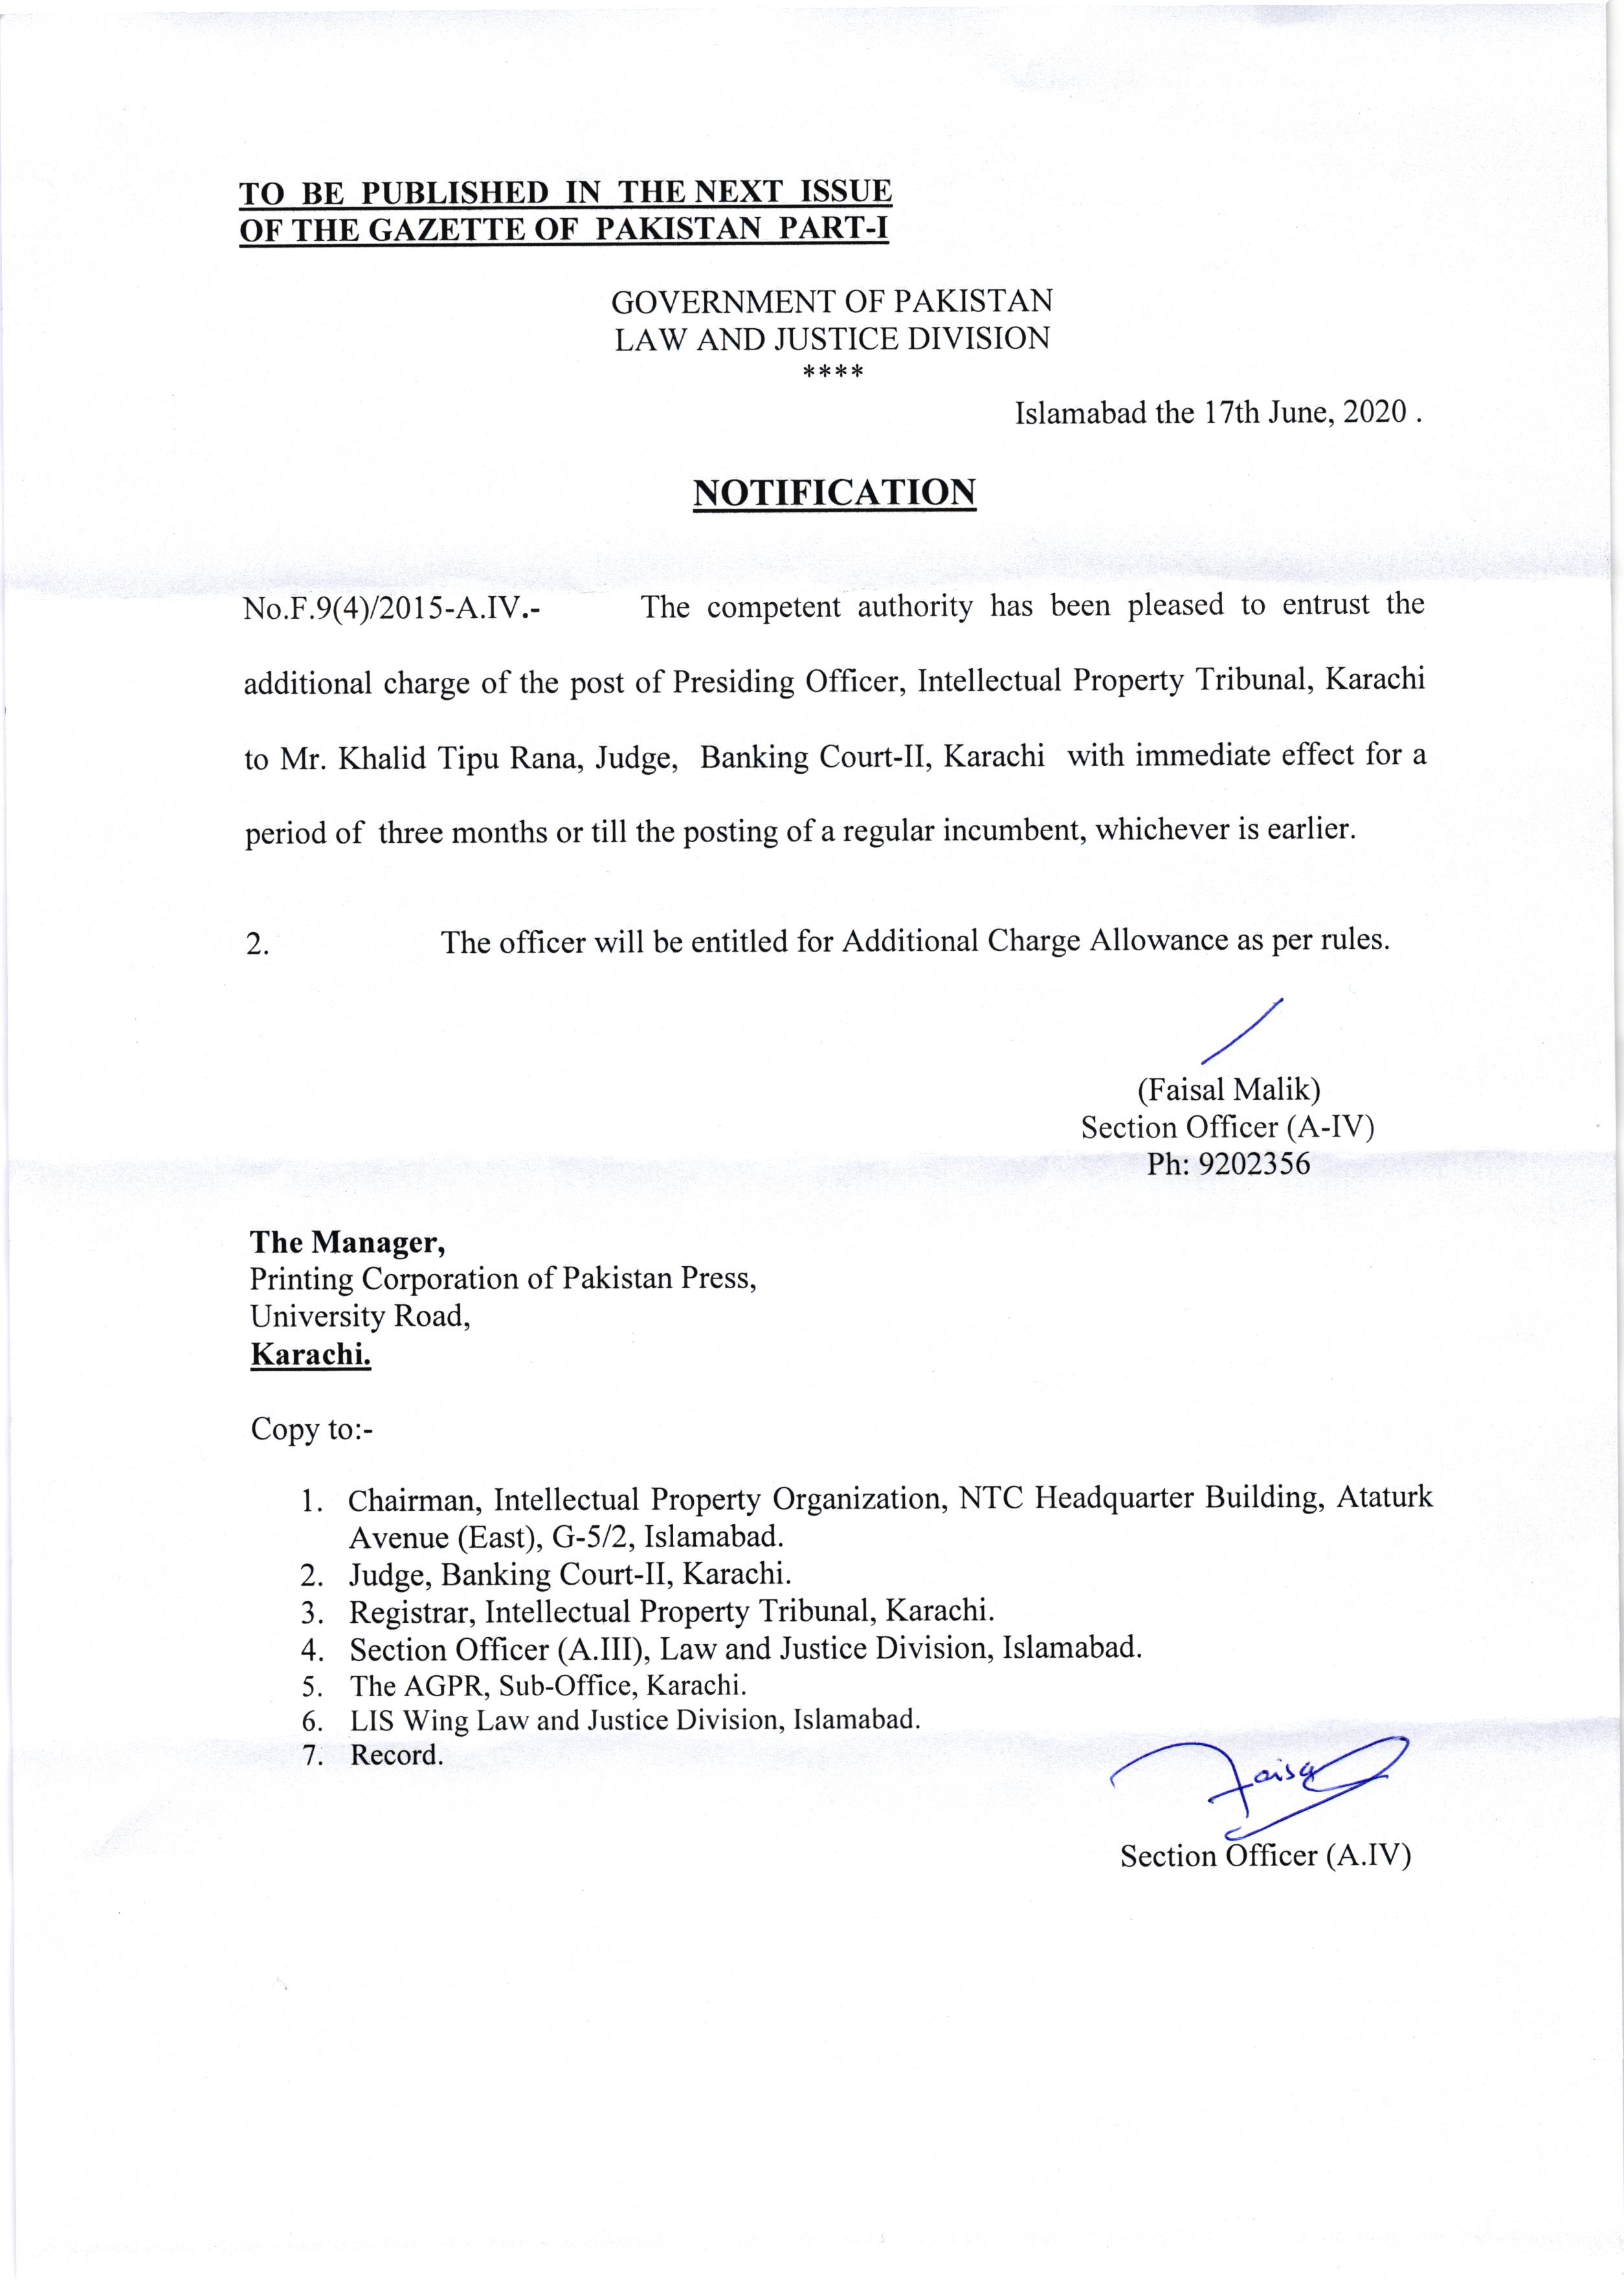 TO BE PUBLISHED IN THE NEXT ISSUE
OF THE GAZETTE OF PAKISTAN PART-I
GOVERNMENT OF PAKISTAN
LAW AND JUSTICE DIVISION
****
Islamabad the 17th June, 2020 .
NOTIFICATION
No.F.9(4)/2015-A.IV.- The competent authority has been pleased to entrust the
additional charge of the post of Presiding Officer, Intellectual Property Tribunal, Karachi
to Mr. Khalid Tipu Rana, Judge, Banking Court-II, Karachi with immediate effect for a
period of three months or till the posting of a regular incumbent, whichever is earlier.
2. The officer will be entitled for Additional Charge Allowance as per rules.
(Faisal Malik)
Section Officer (A-IV)
Ph: 9202356
The Manager,
Printing Corporation of Pakistan Press,
University Road,
Karachi.
Copy to:-
1. Chairman, Intellectual Property Organization, NTC Headquarter Building, Ataturk
Avenue (East), G-5/2, Islamabad.
2. Judge, Banking Court-II, Karachi.
3. Registrar, Intellectual Property Tribunal, Karachi.
4. Section Officer (A.III), Law and Justice Division, Islamabad.
5. The AGPR, Sub-Office, Karachi.
6. LIS Wing Law and Justice Division, Islamabad.
7. Record.
Section Officer (A.IV)